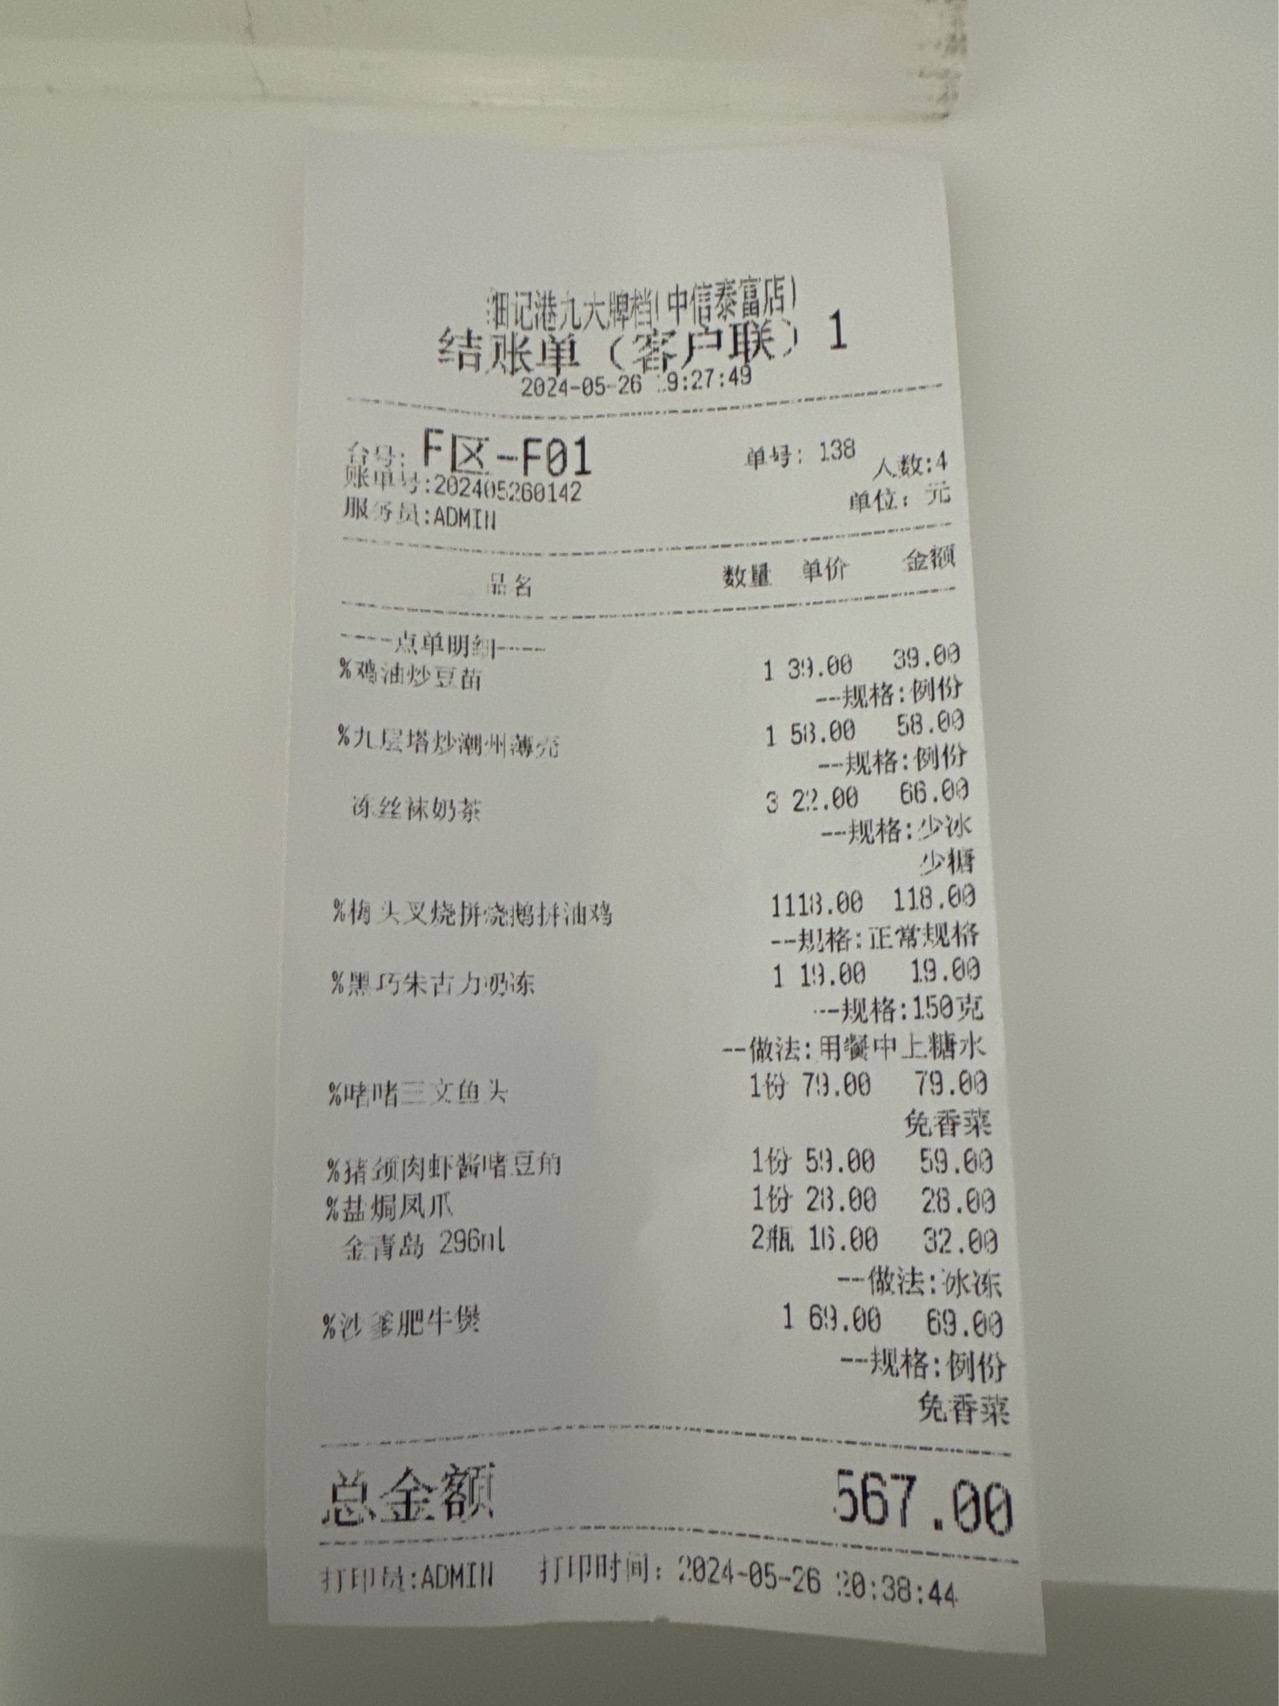 细记港九大牌档(中信泰富店)
结账单（客户联）1
2024-05-26 19:27:49
台号: F区-F01 单号: 138
账单号:202405260142 人数:4
服务员:ADMIN 单位: 元
品名 数量 单价 金额
----点单明细----
%鸡油炒豆苗 1 39.00 39.00
--规格:例份
%九层塔炒潮州薄壳 1 58.00 58.00
--规格:例份
冻丝袜奶茶 3 22.00 66.00
--规格:少冰
少糖
%梅头叉烧拼烧鹅拼油鸡 1118.00 118.00
--规格:正常规格
%黑巧朱古力奶冻 1 19.00 19.00
--规格:150克
--做法:用餐中上糖水
%啫啫三文鱼头 1份 79.00 79.00
免香菜
%猪颈肉虾酱啫豆角 1份 59.00 59.00
%盐焗凤爪 1份 28.00 28.00
金青岛 296ml 2瓶 16.00 32.00
--做法:冰冻
%沙爹肥牛煲 1 69.00 69.00
--规格:例份
免香菜
总金额 567.00
打印员:ADMIN 打印时间: 2024-05-26 20:38:44